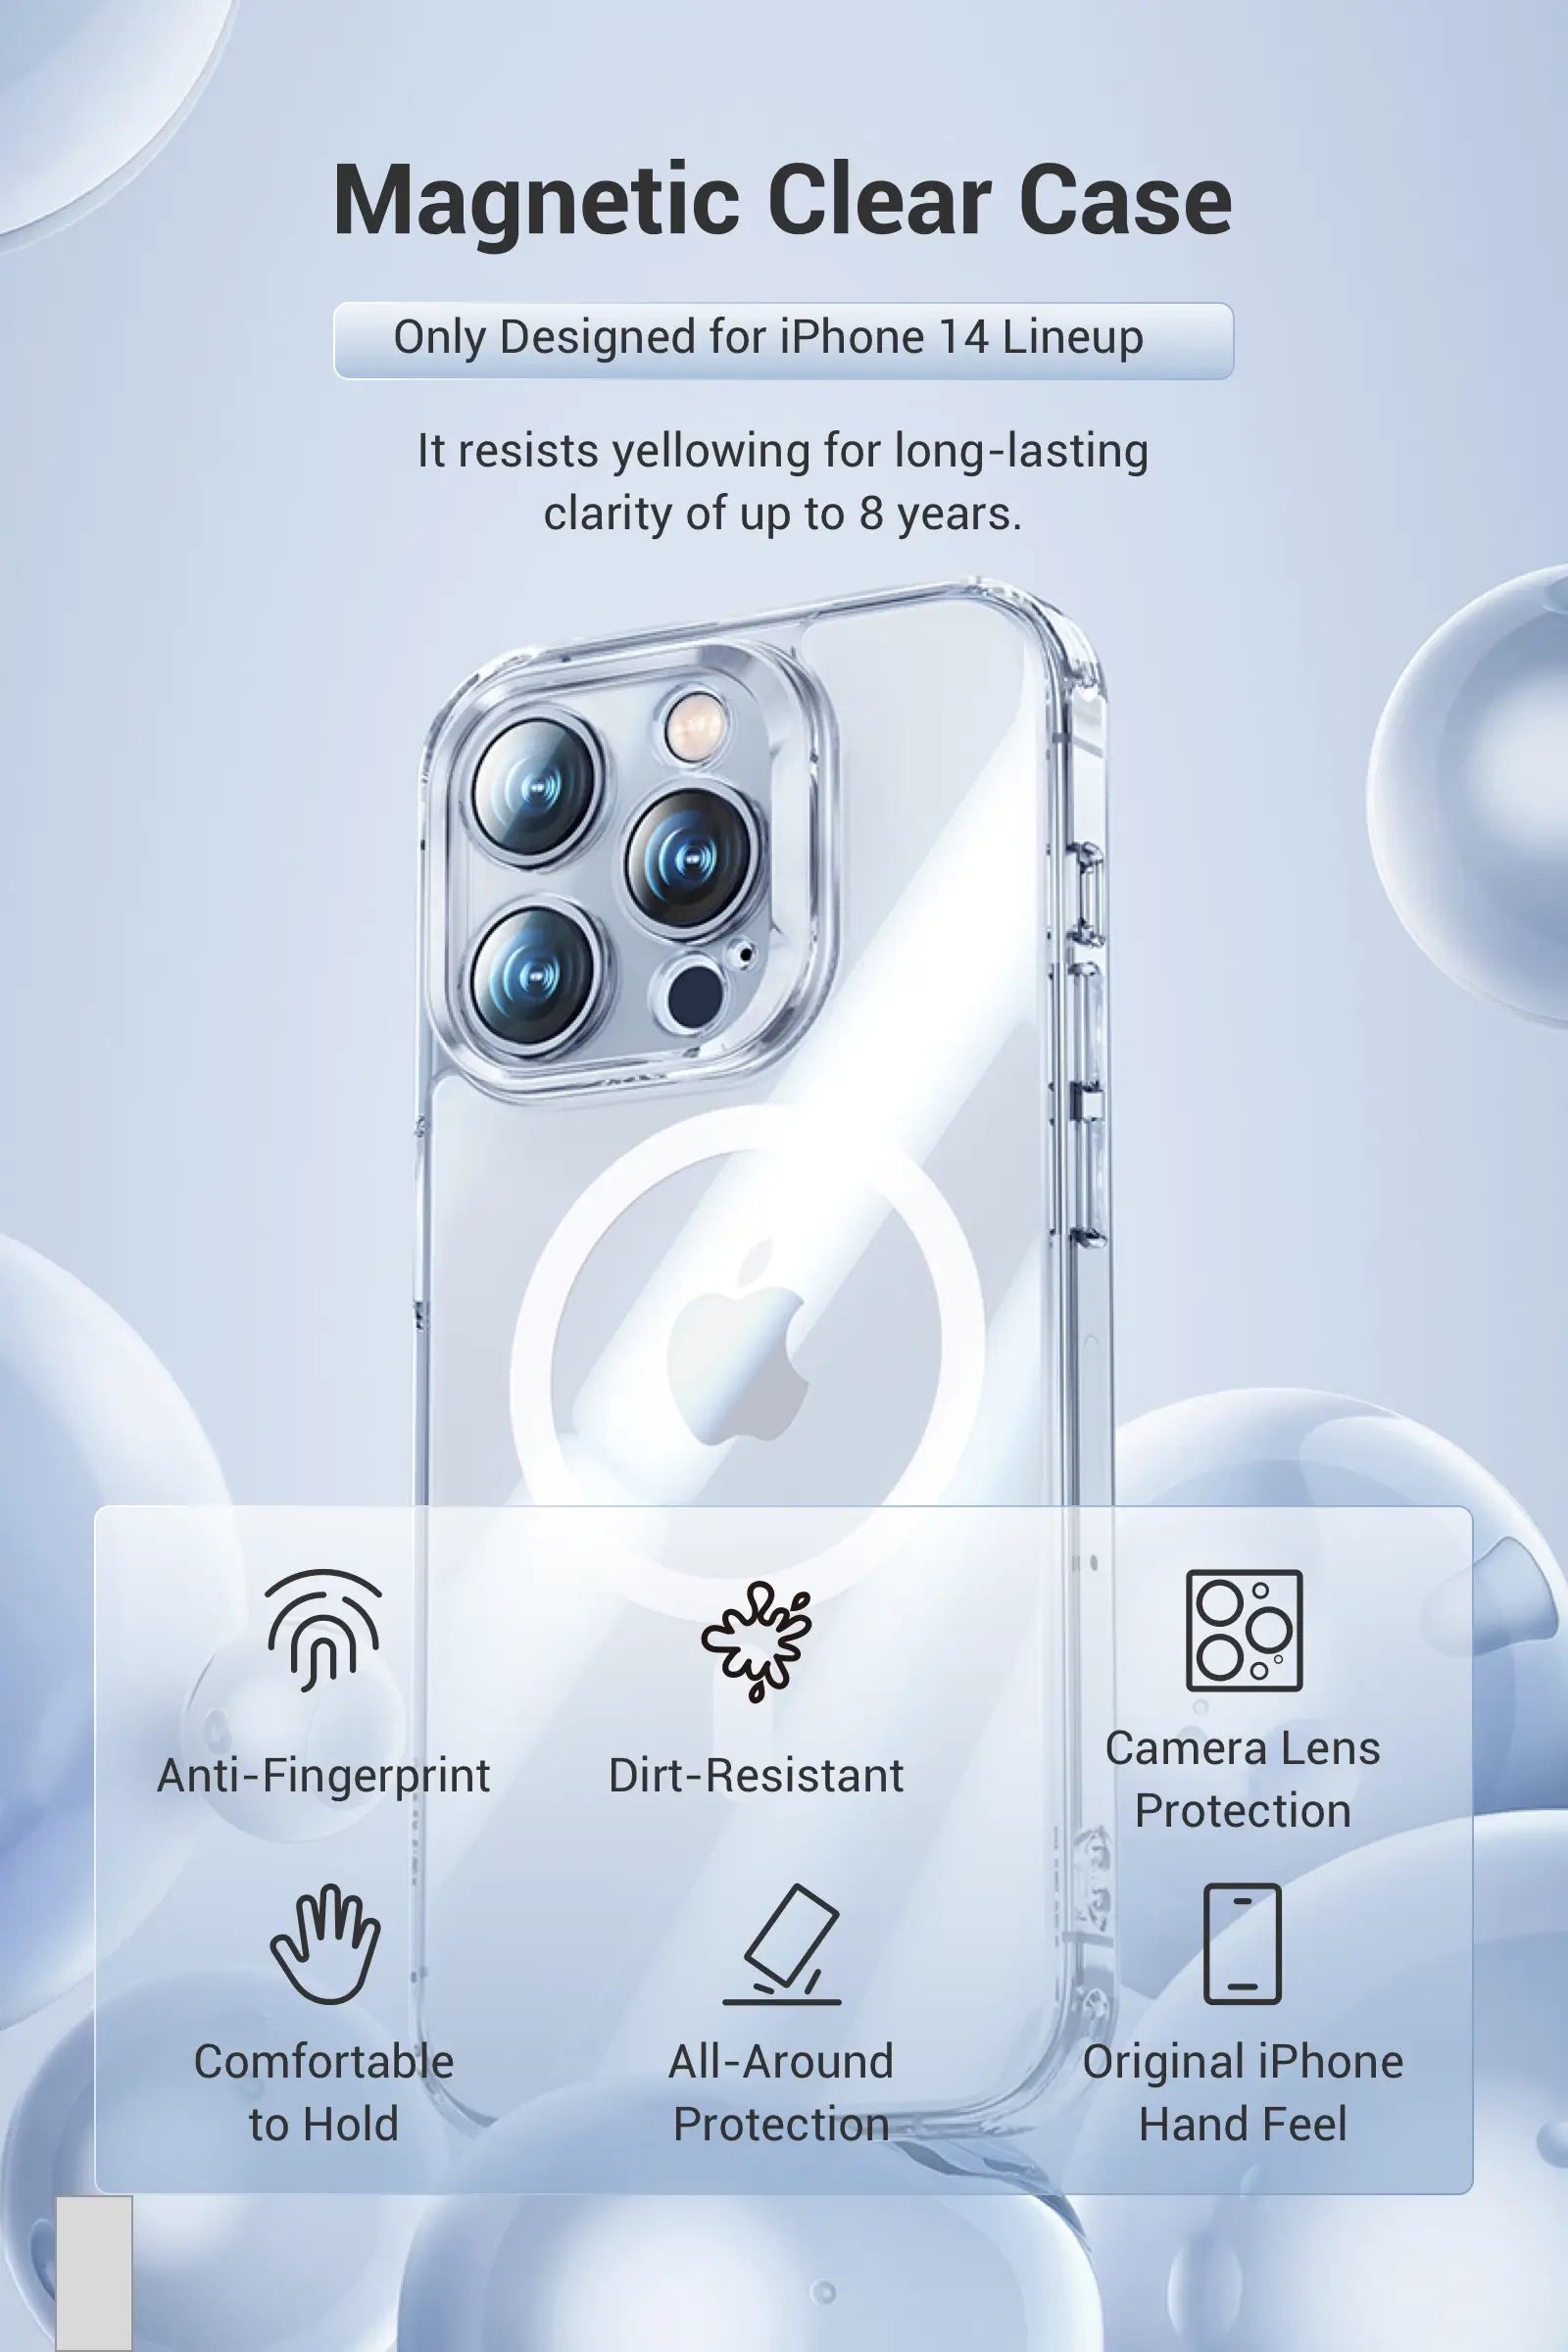 Magnetic Clear Case
Only Designed for iPhone 14 Lineup
It resists yellowing for long-lasting
clarity of up to 8 years.
Anti-Fingerprint
Dirt-Resistant
Camera Lens
Protection
Comfortable
to Hold
All-Around
Protection
Original iPhone
Hand Feel